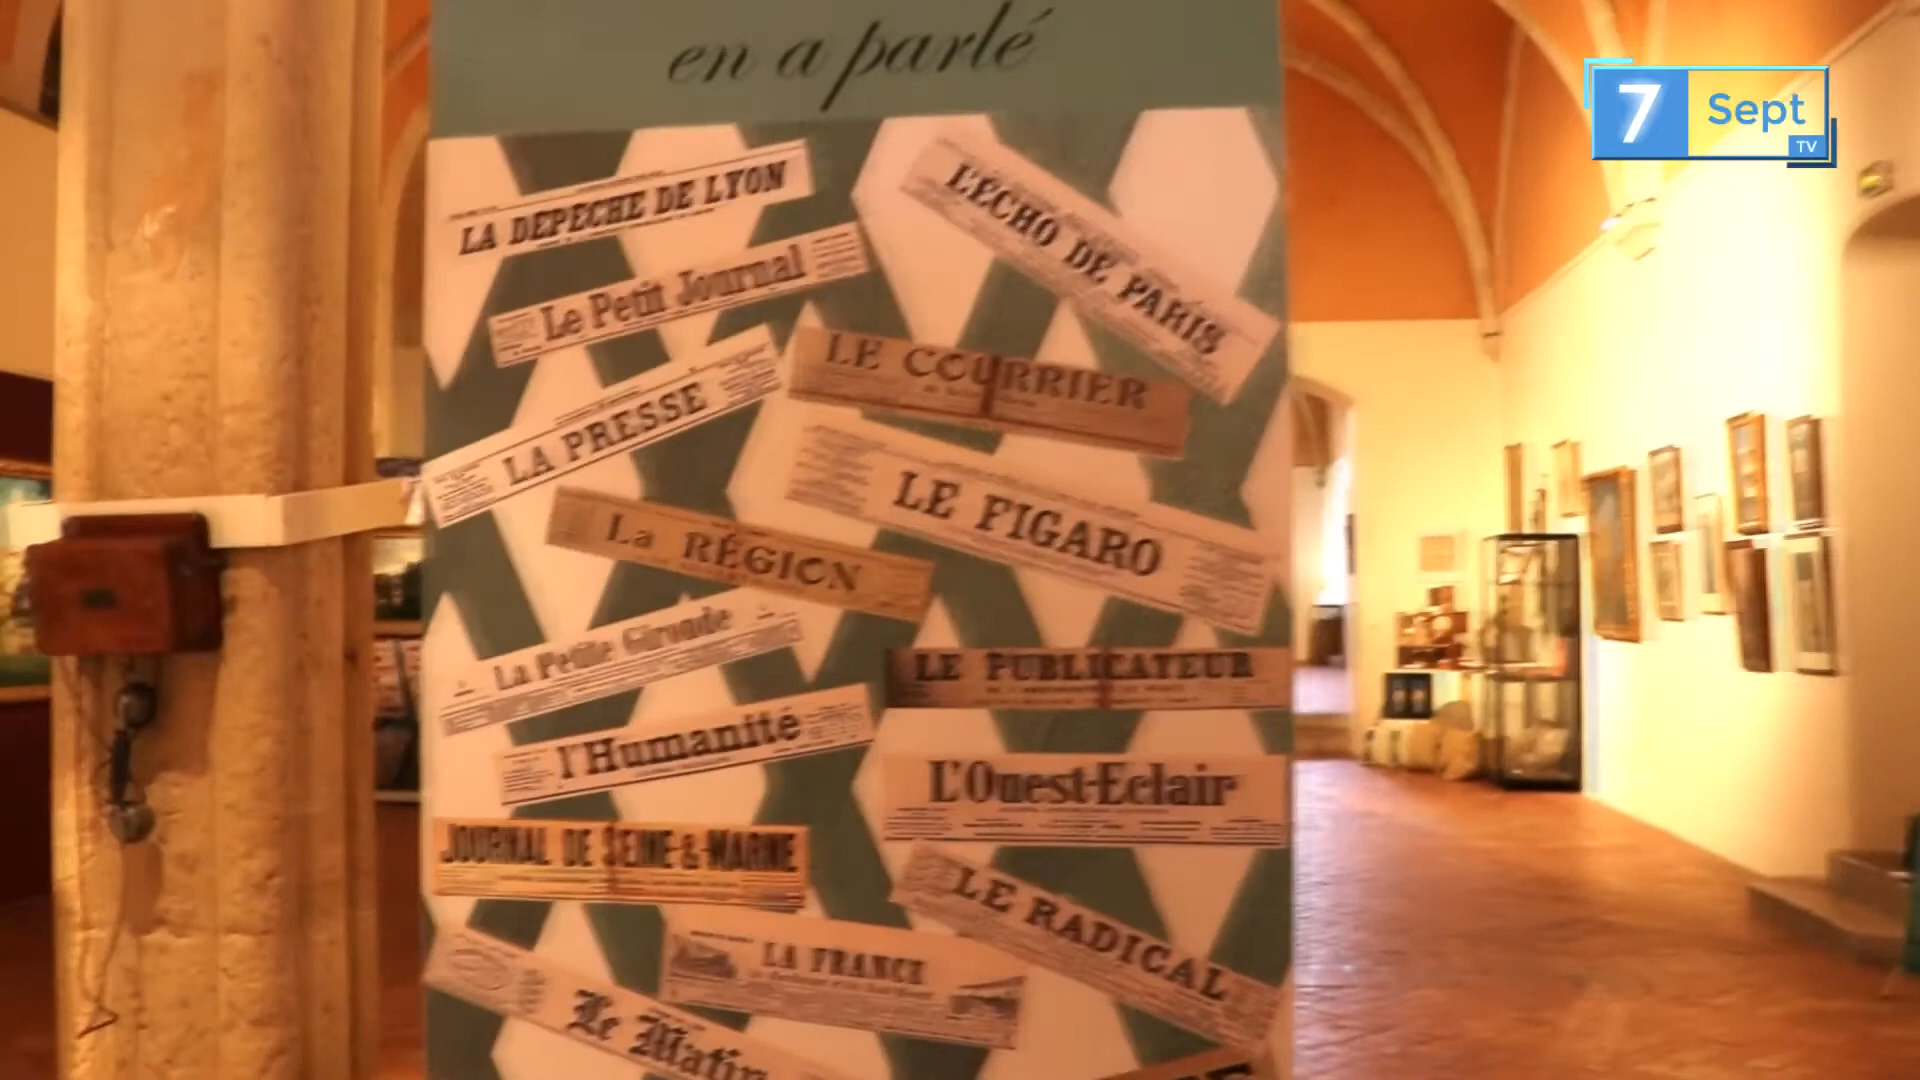 en a parlé
7 Sept
TV
LA DEPECHE DE LYON
L'ÉCHO DE PARIS
Le Petit Journal
LE COURRIER
LA PRESSE
LE FIGARO
La RÉGION
La Petite Gironde
LE PUBLICATEUR
l'Humanité
L'Ouest-Eclair
JOURNAL DE SEINE & MARNE
LE RADICAL
LA FRANCE
Le Matin